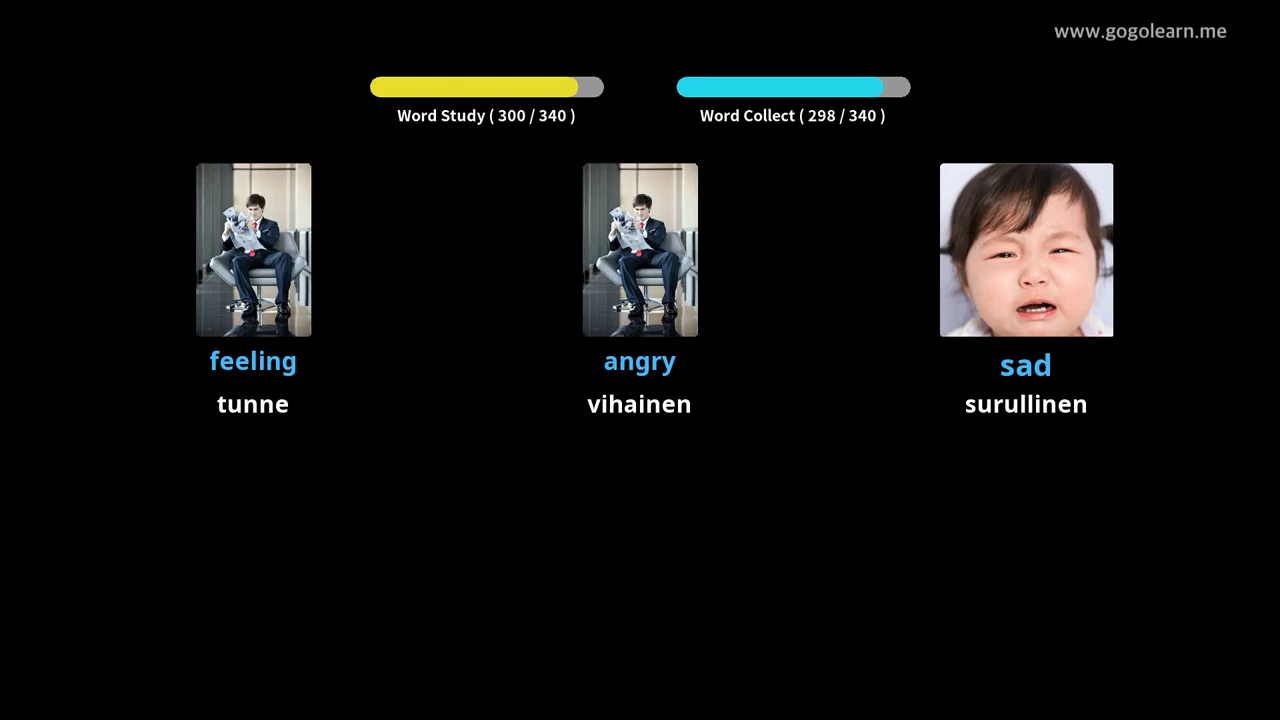 www.gogolearn.me
Word Study ( 300 / 340 )
Word Collect ( 298 / 340 )
feeling
angry
sad
tunne
vihainen
surullinen